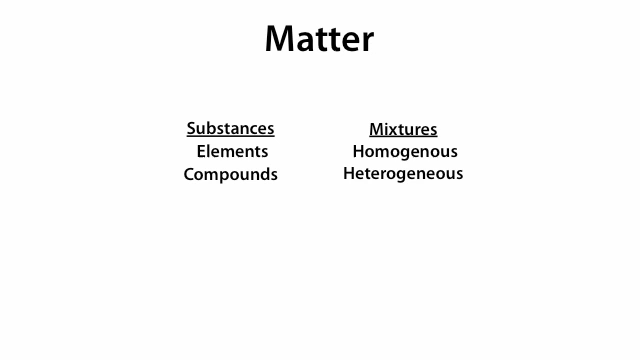 Matter
Substances
Elements
Compounds
Mixtures
Homogenous
Heterogeneous